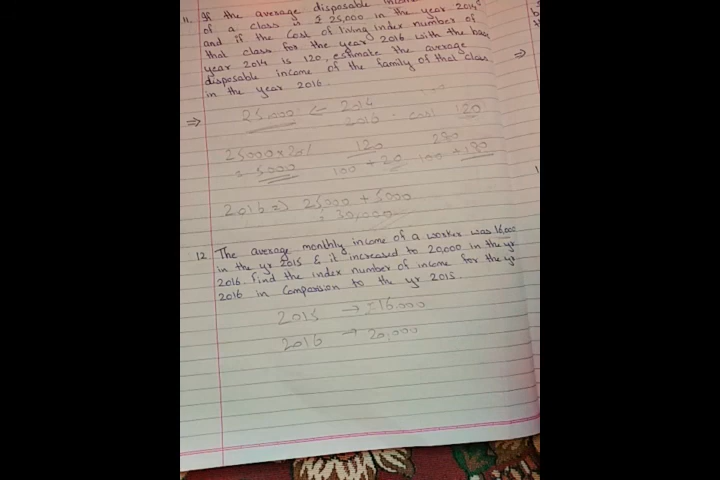 11. If the average disposable income
of a class is ₹ 25,000 in the year 2014
and if the Cost of living Index number of
that class for the year 2016 with the base
year 2014 is 120, estimate the average
disposable income of the family of that class
in the year 2016.
⇒ 25,000 ← 2014
2016 : cost 120
25000 x 20%
= 5000
120
100 + 20
280
100 + 180
2016 ⇒ 25000 + 5000
= 30,000
12. The average monthly income of a worker was 16,000
in the yr 2015 & it increased to 20,000 in the yr
2016. Find the index number of income for the yr
2016 in Comparision to the yr 2015.
2015 → ₹16,000
2016 → 20,000